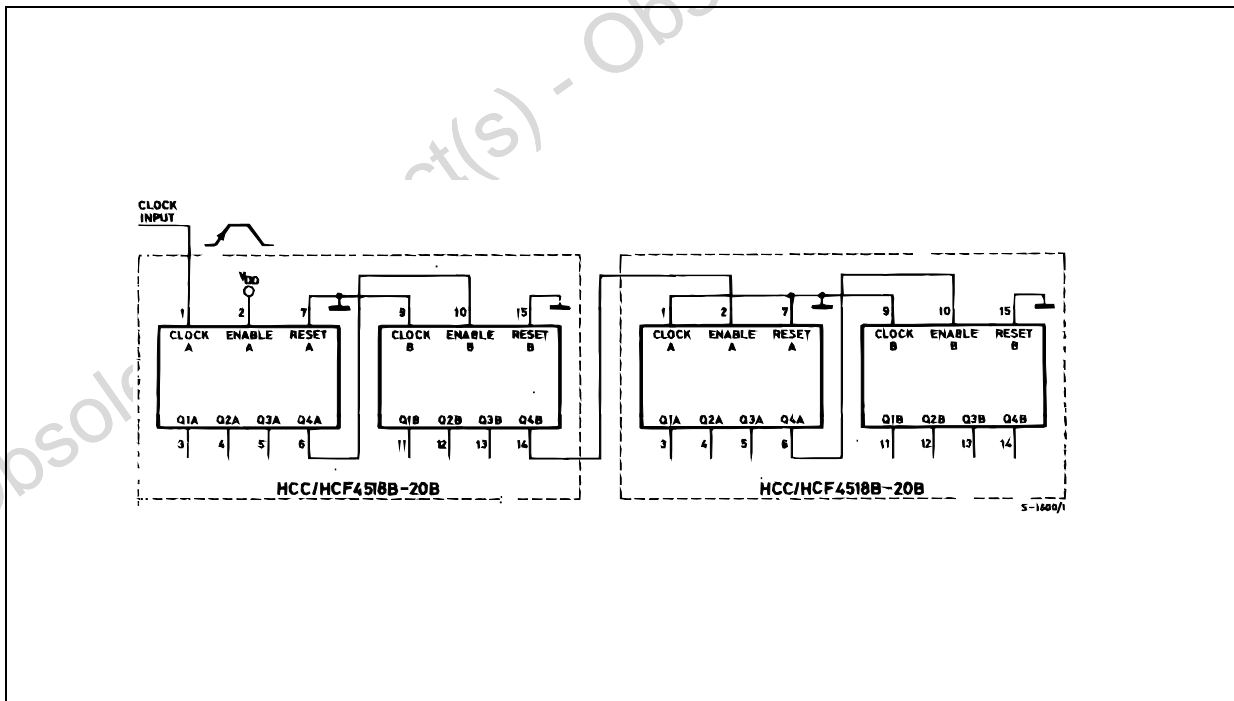 ct(s) - Obs
Obsole
CLOCK
INPUT
VDD
1 2 7 9 10 15
CLOCK A ENABLE A RESET A
CLOCK B ENABLE B RESET B
Q1A Q2A Q3A Q4A
Q1B Q2B Q3B Q4B
3 4 5 6 11 12 13 14
HCC/HCF4518B-20B
1 2 7 9 10 15
CLOCK A ENABLE A RESET A
CLOCK B ENABLE B RESET B
Q1A Q2A Q3A Q4A
Q1B Q2B Q3B Q4B
3 4 5 6 11 12 13 14
HCC/HCF4518B-20B
S-1600/1